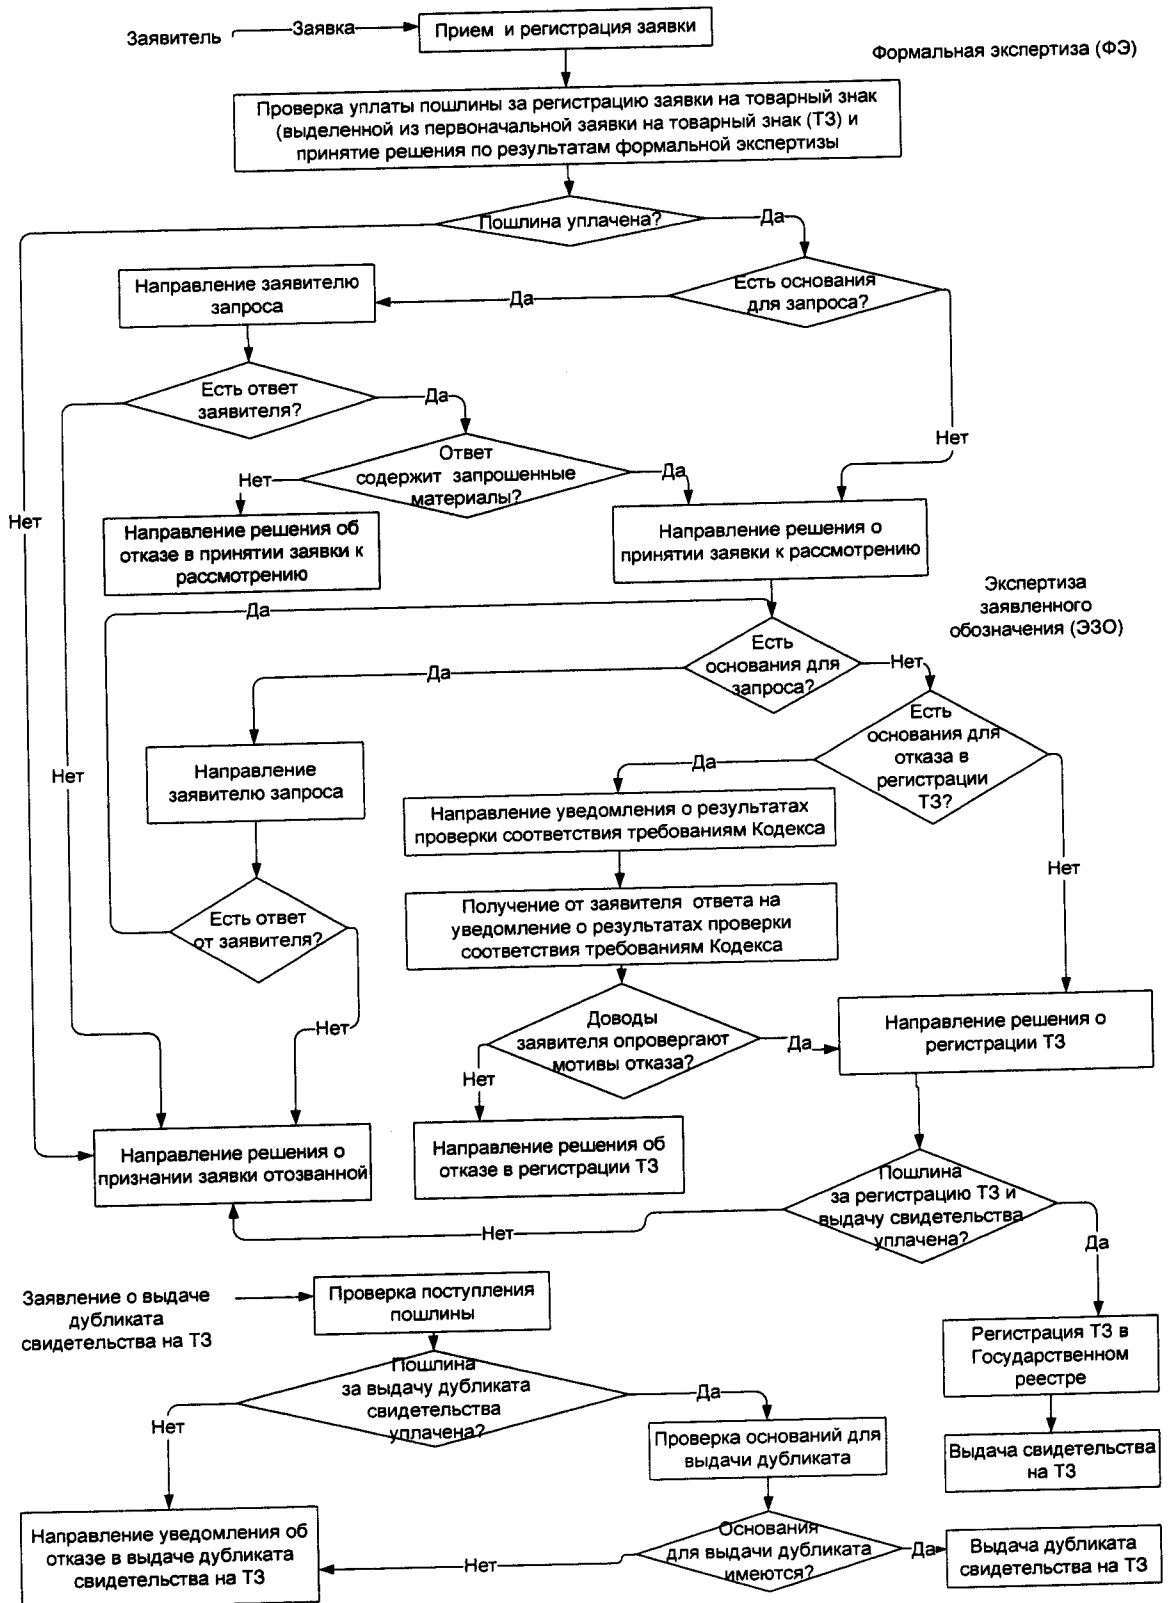 Заявитель
Заявка
Прием и регистрация заявки
Формальная экспертиза (ФЭ)
Проверка уплаты пошлины за регистрацию заявки на товарный знак
(выделенной из первоначальной заявки на товарный знак (ТЗ) и
принятие решения по результатам формальной экспертизы
Пошлина уплачена?
Да
Направление заявителю
запроса
Да
Есть основания
для запроса?
Есть ответ
заявителя?
Да
Нет
Ответ
содержит запрошенные
материалы?
Нет
Да
Нет
Направление решения об
отказе в принятии заявки к
рассмотрению
Направление решения о
принятии заявки к рассмотрению
Экспертиза
заявленного
обозначения (ЭЗО)
Да
Есть
основания для
запроса?
Да
Нет
Есть
основания для
отказа в
регистрации
ТЗ?
Нет
Направление
заявителю запроса
Да
Направление уведомления о результатах
проверки соответствия требованиям Кодекса
Нет
Есть ответ
от заявителя?
Получение от заявителя ответа на
уведомление о результатах проверки
соответствия требованиям Кодекса
Нет
Доводы
заявителя опровергают
мотивы отказа?
Да
Направление решения о
регистрации ТЗ
Нет
Направление решения о
признании заявки отозванной
Направление решения об
отказе в регистрации ТЗ
Пошлина
за регистрацию ТЗ и
выдачу свидетельства
уплачена?
Нет
Да
Заявление о выдаче
дубликата
свидетельства на ТЗ
Проверка поступления
пошлины
Регистрация ТЗ в
Государственном
реестре
Пошлина
за выдачу дубликата
свидетельства
уплачена?
Да
Нет
Проверка оснований для
выдачи дубликата
Выдача свидетельства
на ТЗ
Направление уведомления об
отказе в выдаче дубликата
свидетельства на ТЗ
Нет
Основания
для выдачи дубликата
имеются?
Да
Выдача дубликата
свидетельства на ТЗ